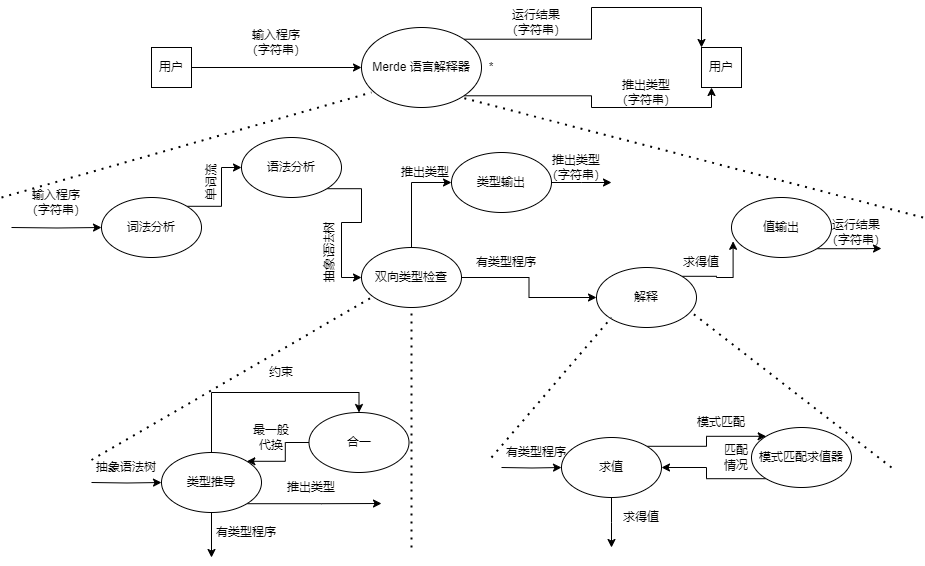 运行结果
(字符串)
输入程序
(字符串)
用户
Merde 语言解释器
*
用户
推出类型
(字符串)
语法分析
单词流
推出类型
类型输出
推出类型
(字符串)
输入程序
(字符串)
词法分析
抽象语法树
双向类型检查
有类型程序
求得值
值输出
运行结果
(字符串)
解释
约束
最一般
代换
合一
抽象语法树
类型推导
推出类型
有类型程序
模式匹配
有类型程序
求值
匹配
情况
模式匹配求值器
求得值